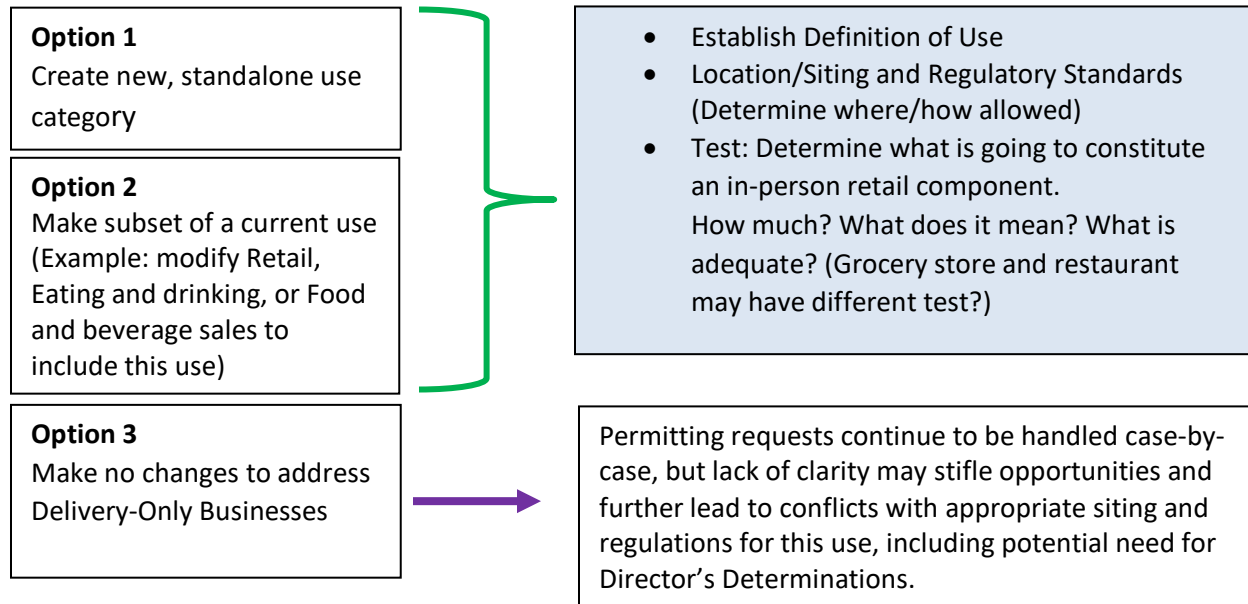 Option 1
Create new, standalone use
category
Option 2
Make subset of a current use
(Example: modify Retail,
Eating and drinking, or Food
and beverage sales to
include this use)
Option 3
Make no changes to address
Delivery-Only Businesses
• Establish Definition of Use
• Location/Siting and Regulatory Standards
(Determine where/how allowed)
• Test: Determine what is going to constitute
an in-person retail component.
How much? What does it mean? What is
adequate? (Grocery store and restaurant
may have different test?)
Permitting requests continue to be handled case-by-
case, but lack of clarity may stifle opportunities and
further lead to conflicts with appropriate siting and
regulations for this use, including potential need for
Director’s Determinations.